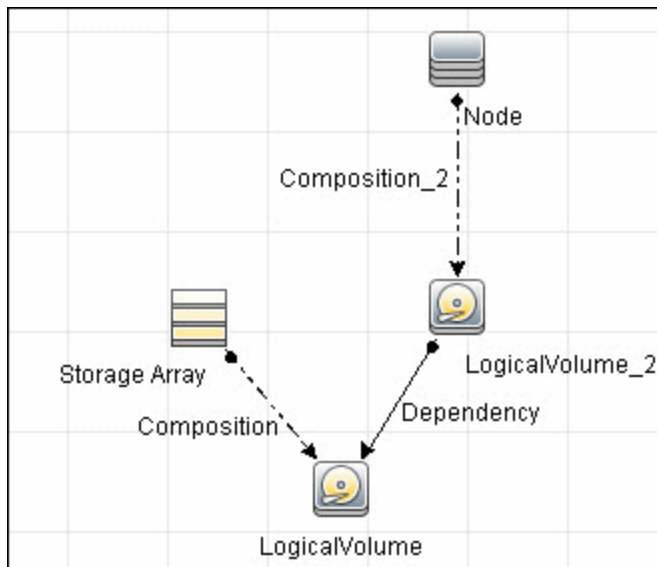 Node
Composition_2
LogicalVolume_2
Storage Array
Dependency
Composition
LogicalVolume